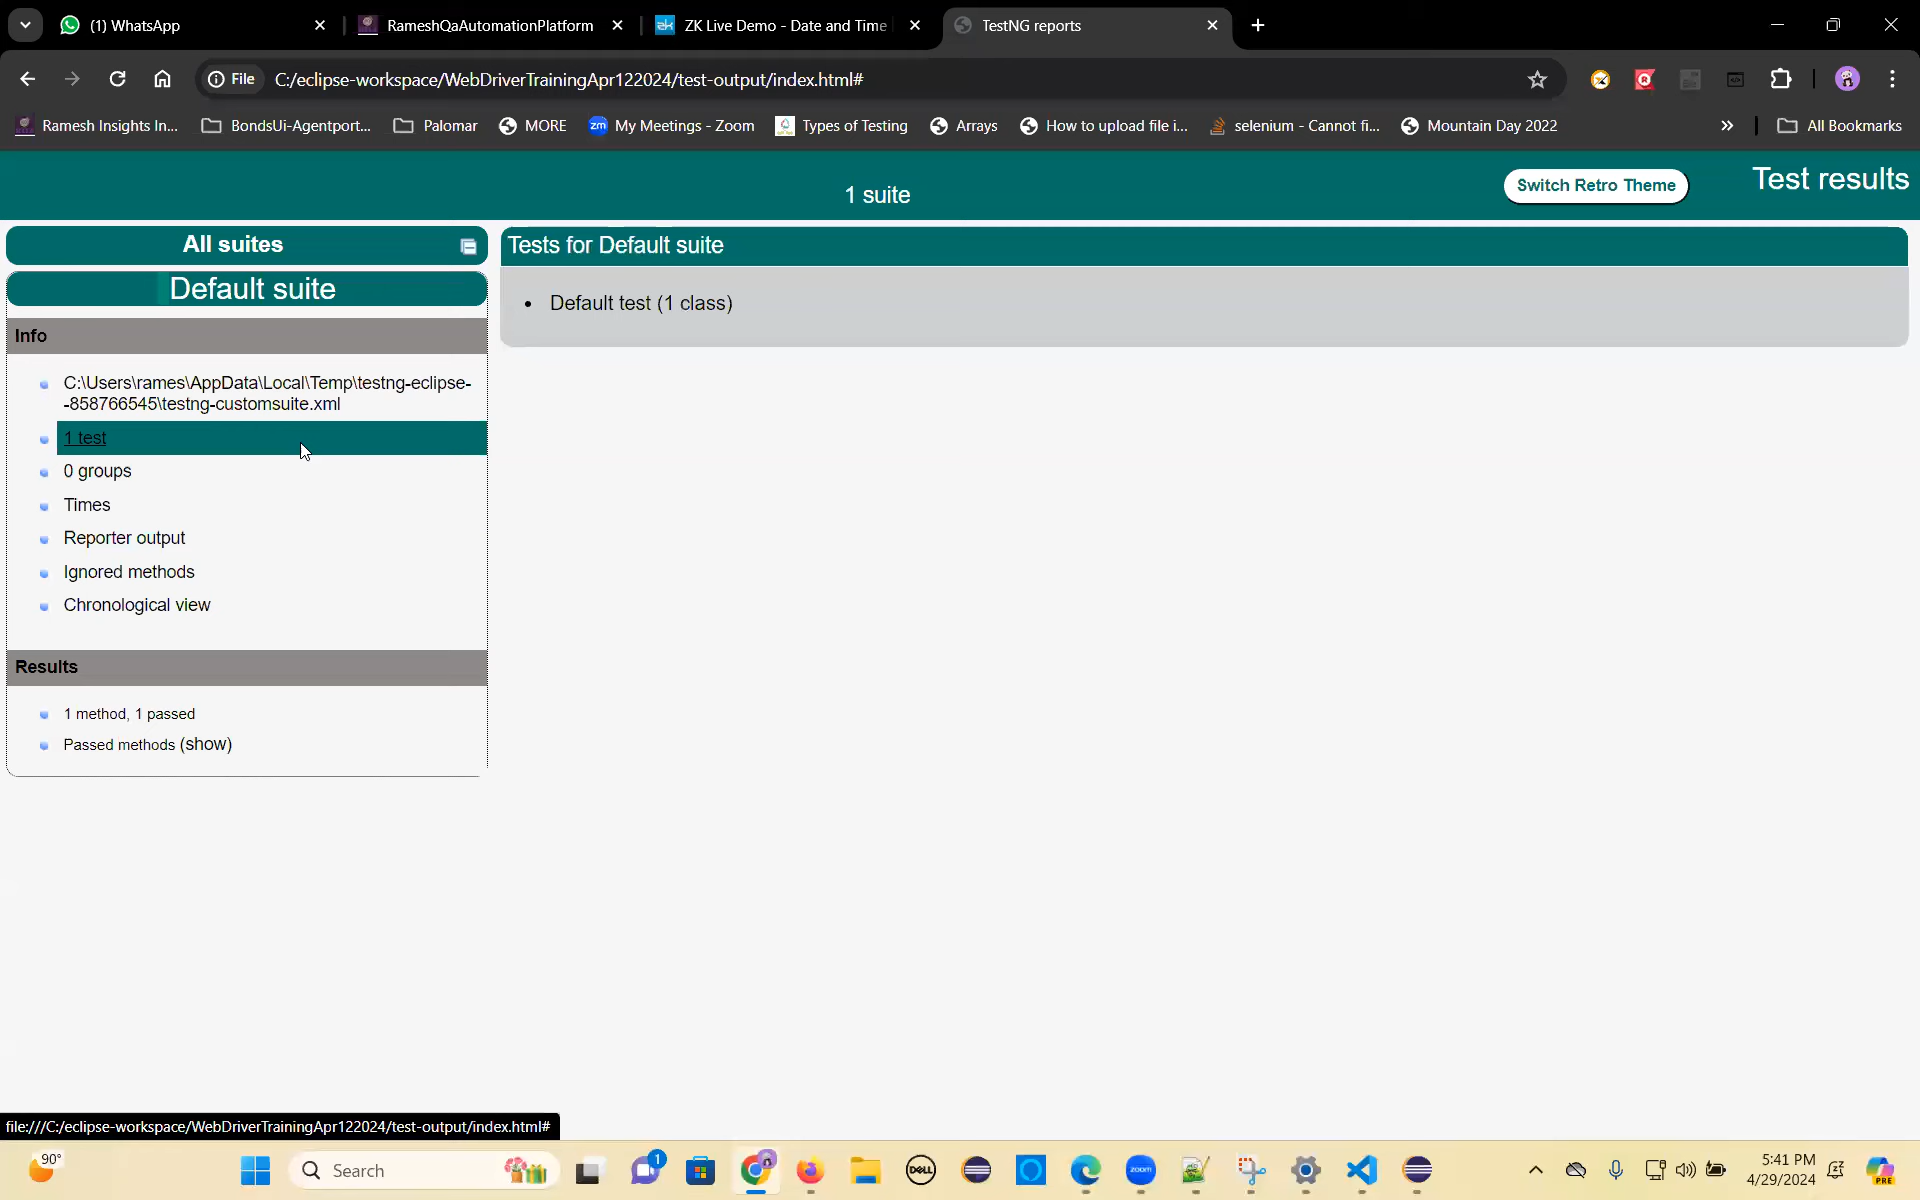 (1) WhatsApp
RameshQaAutomationPlatform
ZK Live Demo - Date and Time
TestNG reports
File
C:/eclipse-workspace/WebDriverTrainingApr122024/test-output/index.html#
Ramesh Insights In...
BondsUi-Agentport...
Palomar
MORE
zm
My Meetings - Zoom
Types of Testing
Arrays
How to upload file i...
selenium - Cannot fi...
Mountain Day 2022
All Bookmarks
1 suite
Switch Retro Theme
Test results
All suites
Default suite
Info
C:\Users\rames\AppData\Local\Temp\testng-eclipse-
-858766545\testng-customsuite.xml
1 test
0 groups
Times
Reporter output
Ignored methods
Chronological view
Results
1 method, 1 passed
Passed methods (show)
Tests for Default suite
Default test (1 class)
file:///C:/eclipse-workspace/WebDriverTrainingApr122024/test-output/index.html#
90°
Search
1
DELL
zoom
5:41 PM
4/29/2024
PRE